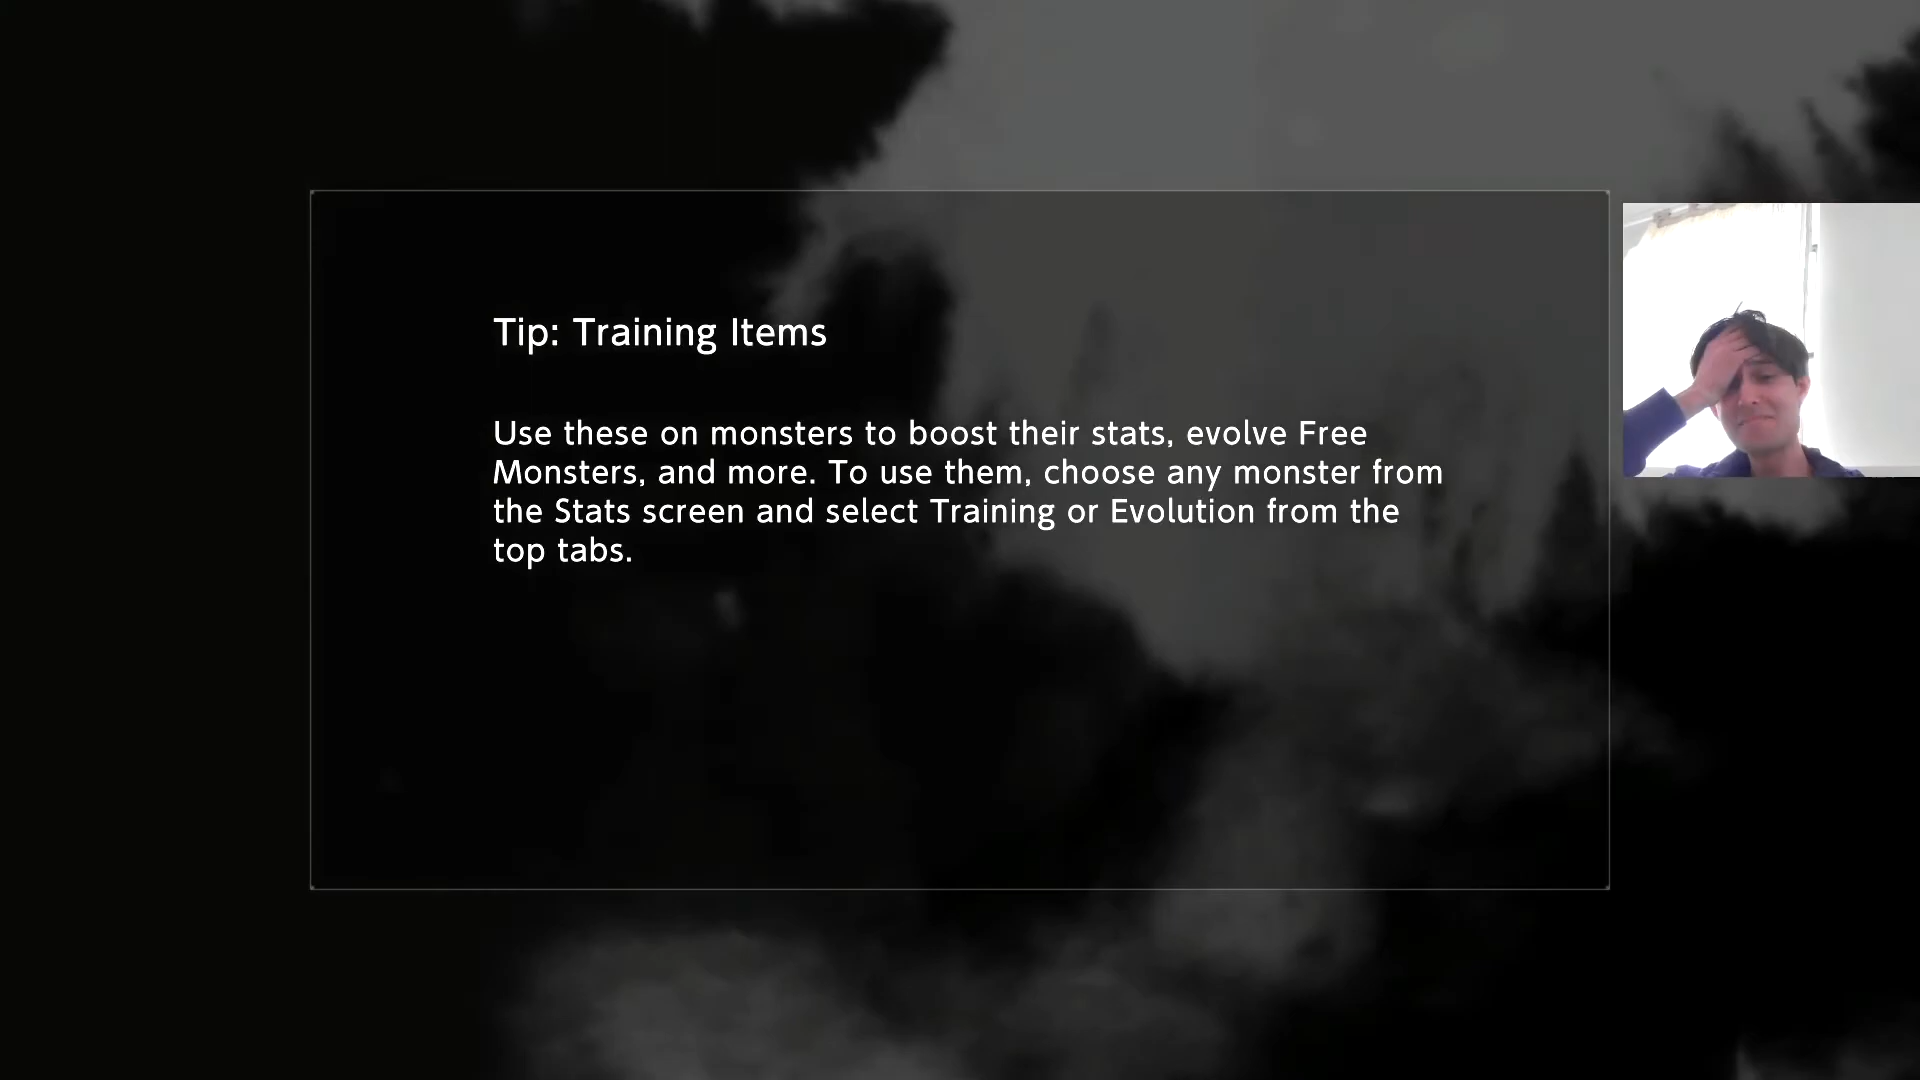 Tip: Training Items
Use these on monsters to boost their stats, evolve Free
Monsters, and more. To use them, choose any monster from
the Stats screen and select Training or Evolution from the
top tabs.